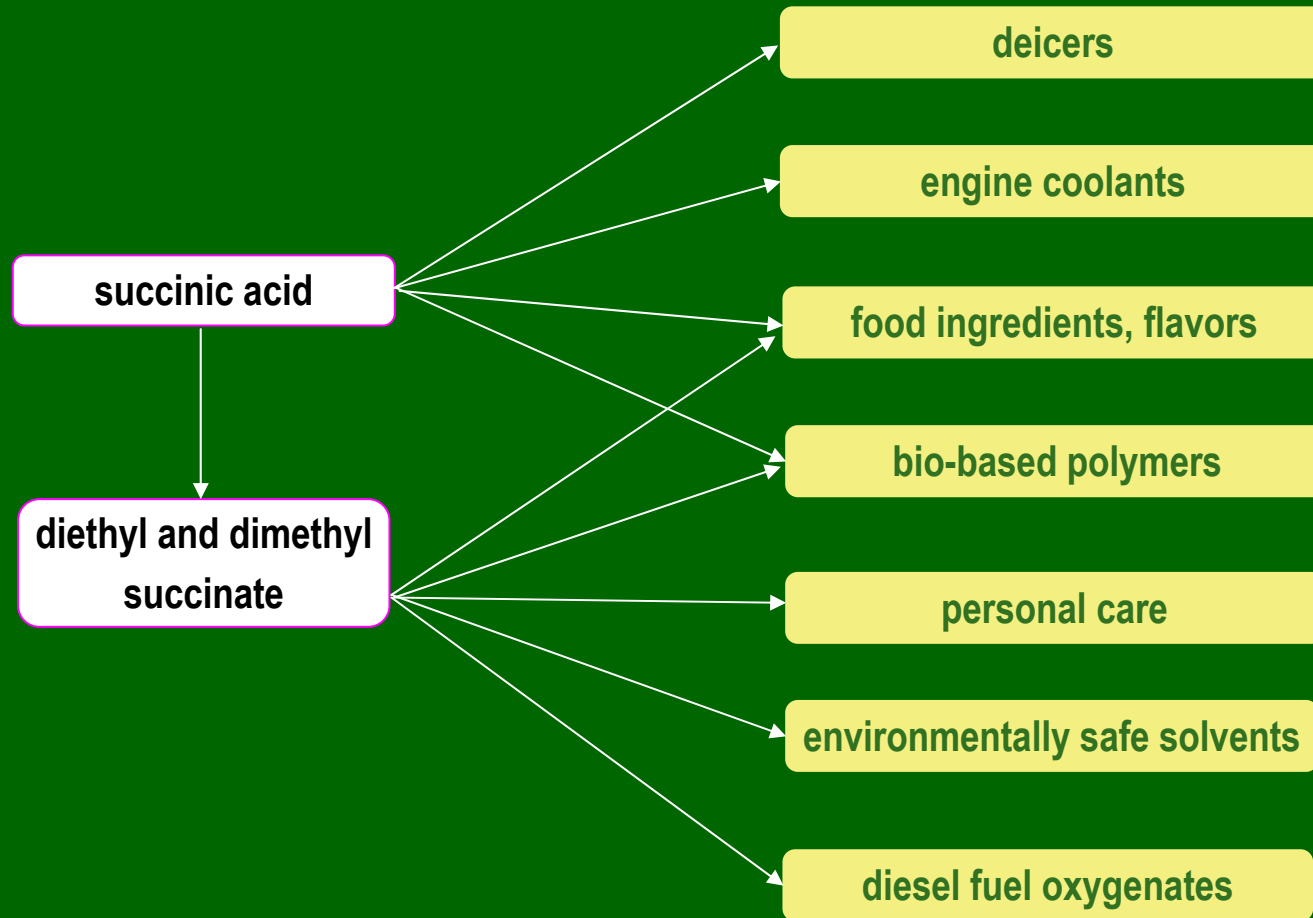 deicers
engine coolants
succinic acid
food ingredients, flavors
bio-based polymers
diethyl and dimethyl
succinate
personal care
environmentally safe solvents
diesel fuel oxygenates